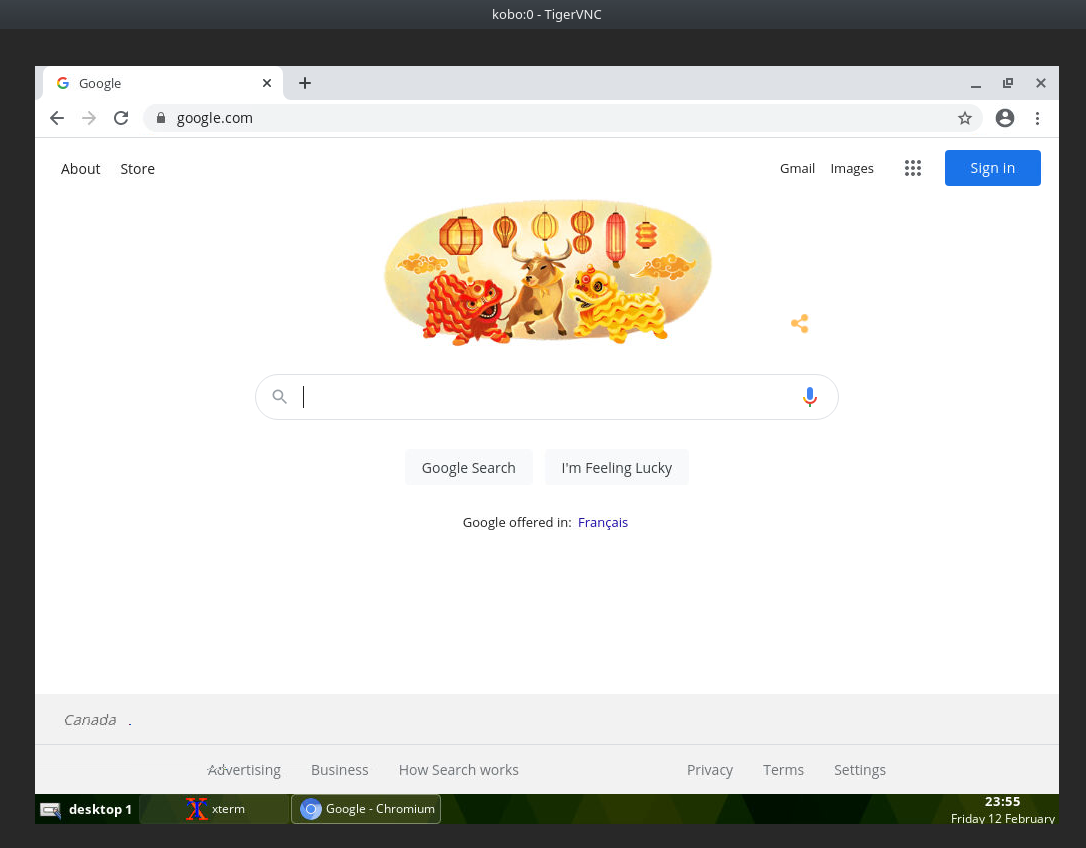 kobo:0 - TigerVNC
Google
google.com
About Store Gmail Images Sign in
Google Search I'm Feeling Lucky
Google offered in: Français
Canada
Advertising Business How Search works Privacy Terms Settings
desktop 1 xterm Google - Chromium 23:55
Friday 12 February